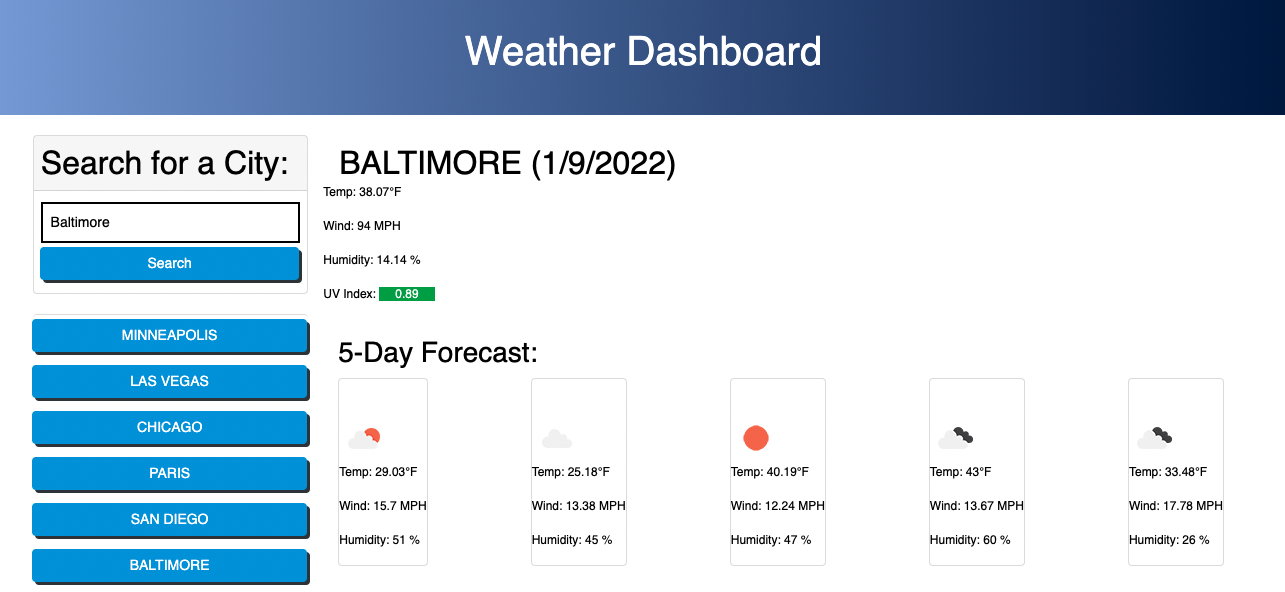 Weather Dashboard
Search for a City:
Baltimore
Search
MINNEAPOLIS
LAS VEGAS
CHICAGO
PARIS
SAN DIEGO
BALTIMORE
BALTIMORE (1/9/2022)
Temp: 38.07°F
Wind: 94 MPH
Humidity: 14.14 %
UV Index: 0.89
5-Day Forecast:
Temp: 29.03°F
Wind: 15.7 MPH
Humidity: 51 %
Temp: 25.18°F
Wind: 13.38 MPH
Humidity: 45 %
Temp: 40.19°F
Wind: 12.24 MPH
Humidity: 47 %
Temp: 43°F
Wind: 13.67 MPH
Humidity: 60 %
Temp: 33.48°F
Wind: 17.78 MPH
Humidity: 26 %